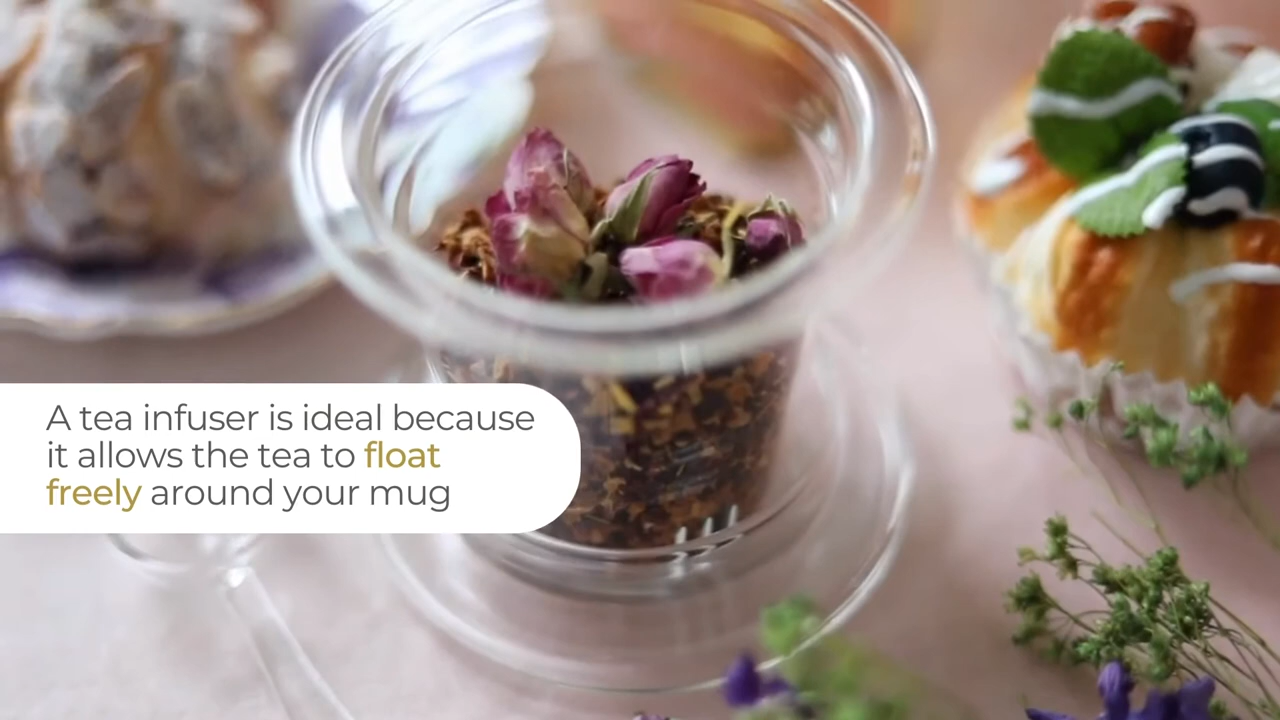 A tea infuser is ideal because
it allows the tea to float
freely around your mug